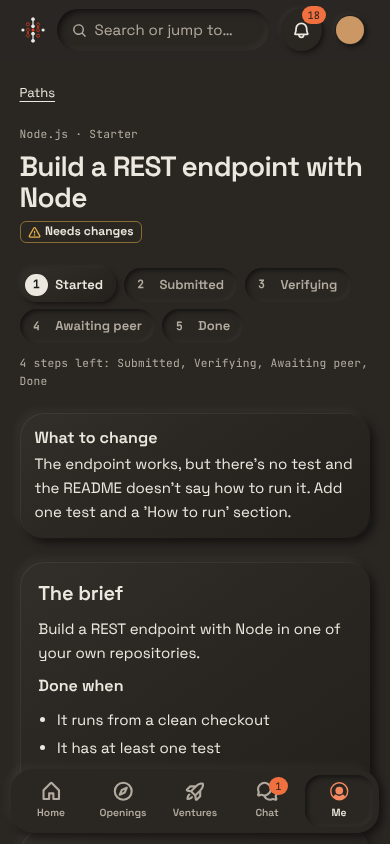 Search or jump to...
18
Paths
Node.js · Starter
Build a REST endpoint with
Node
Needs changes
1 Started
2 Submitted
3 Verifying
4 Awaiting peer
5 Done
4 steps left: Submitted, Verifying, Awaiting peer,
Done
What to change
The endpoint works, but there's no test and
the README doesn't say how to run it. Add
one test and a 'How to run' section.
The brief
Build a REST endpoint with Node in one of
your own repositories.
Done when
• It runs from a clean checkout
• It has at least one test
1
Home
Openings
Ventures
Chat
Me